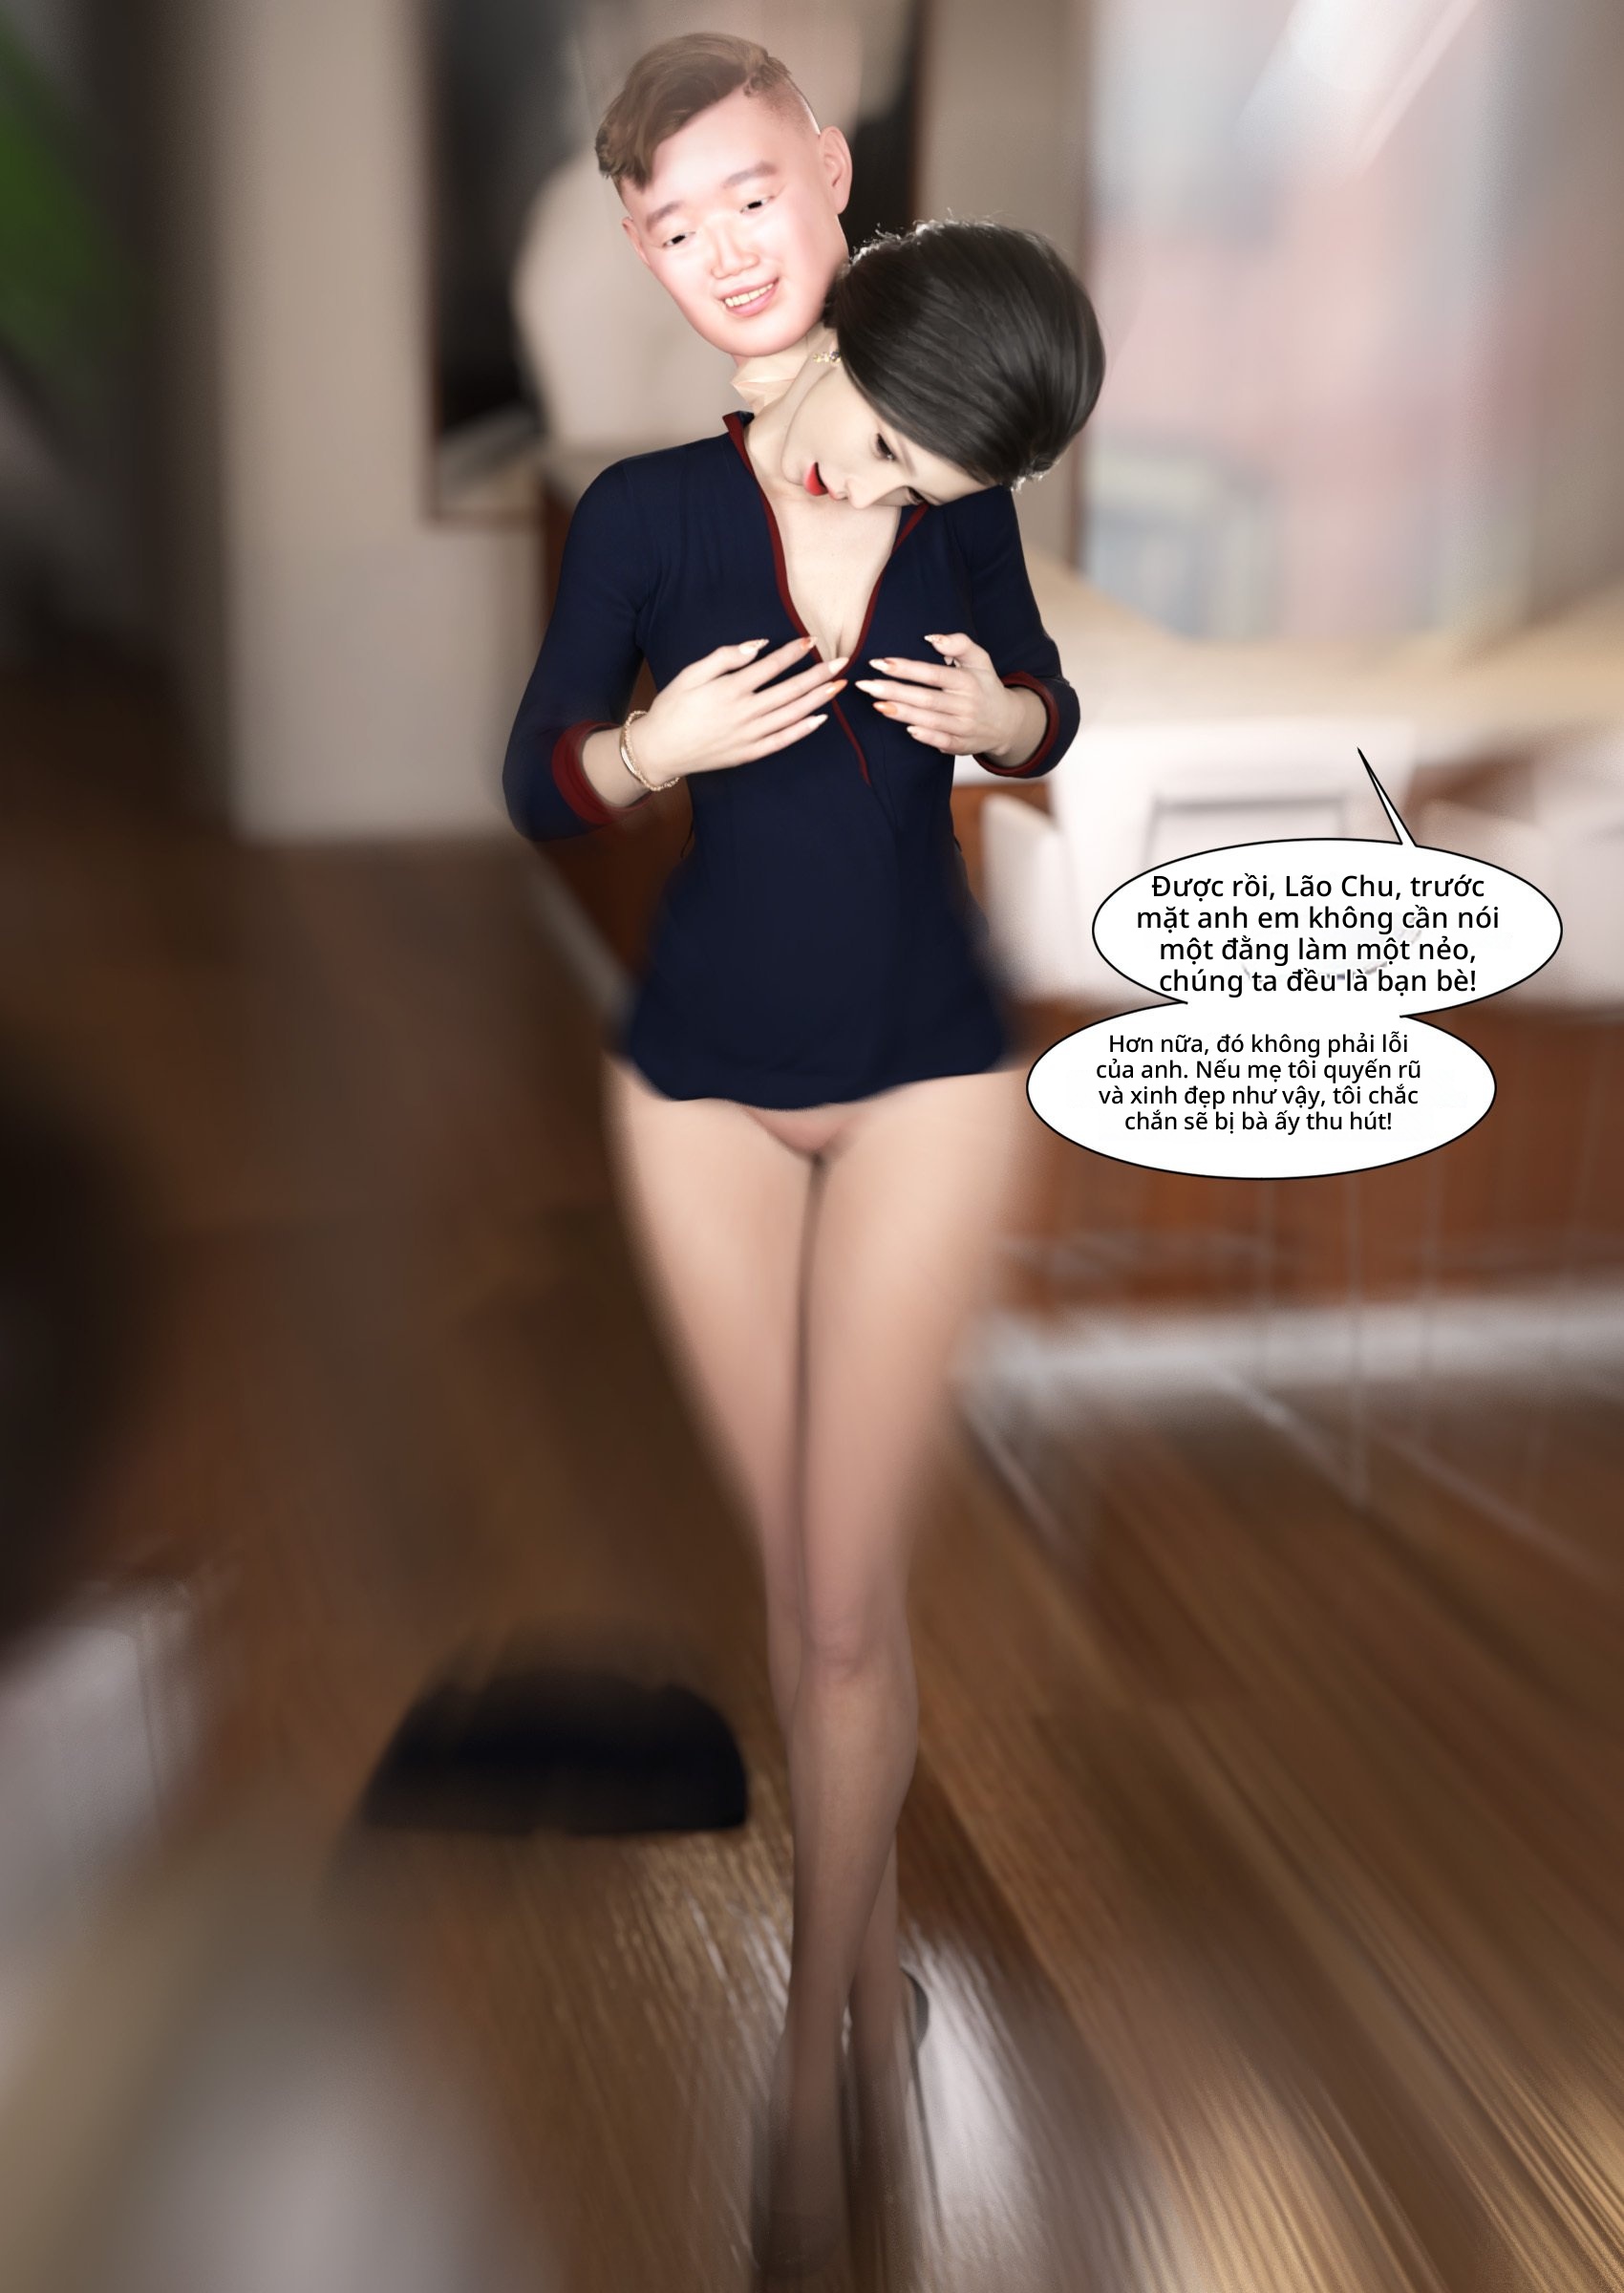 Được rồi, Lão Chu, trước
mặt anh em không cần nói
một đằng làm một nẻo,
chúng ta đều là bạn bè!
Hơn nữa, đó không phải lỗi
của anh. Nếu mẹ tôi quyến rũ
và xinh đẹp như vậy, tôi chắc
chắn sẽ bị bà ấy thu hút!